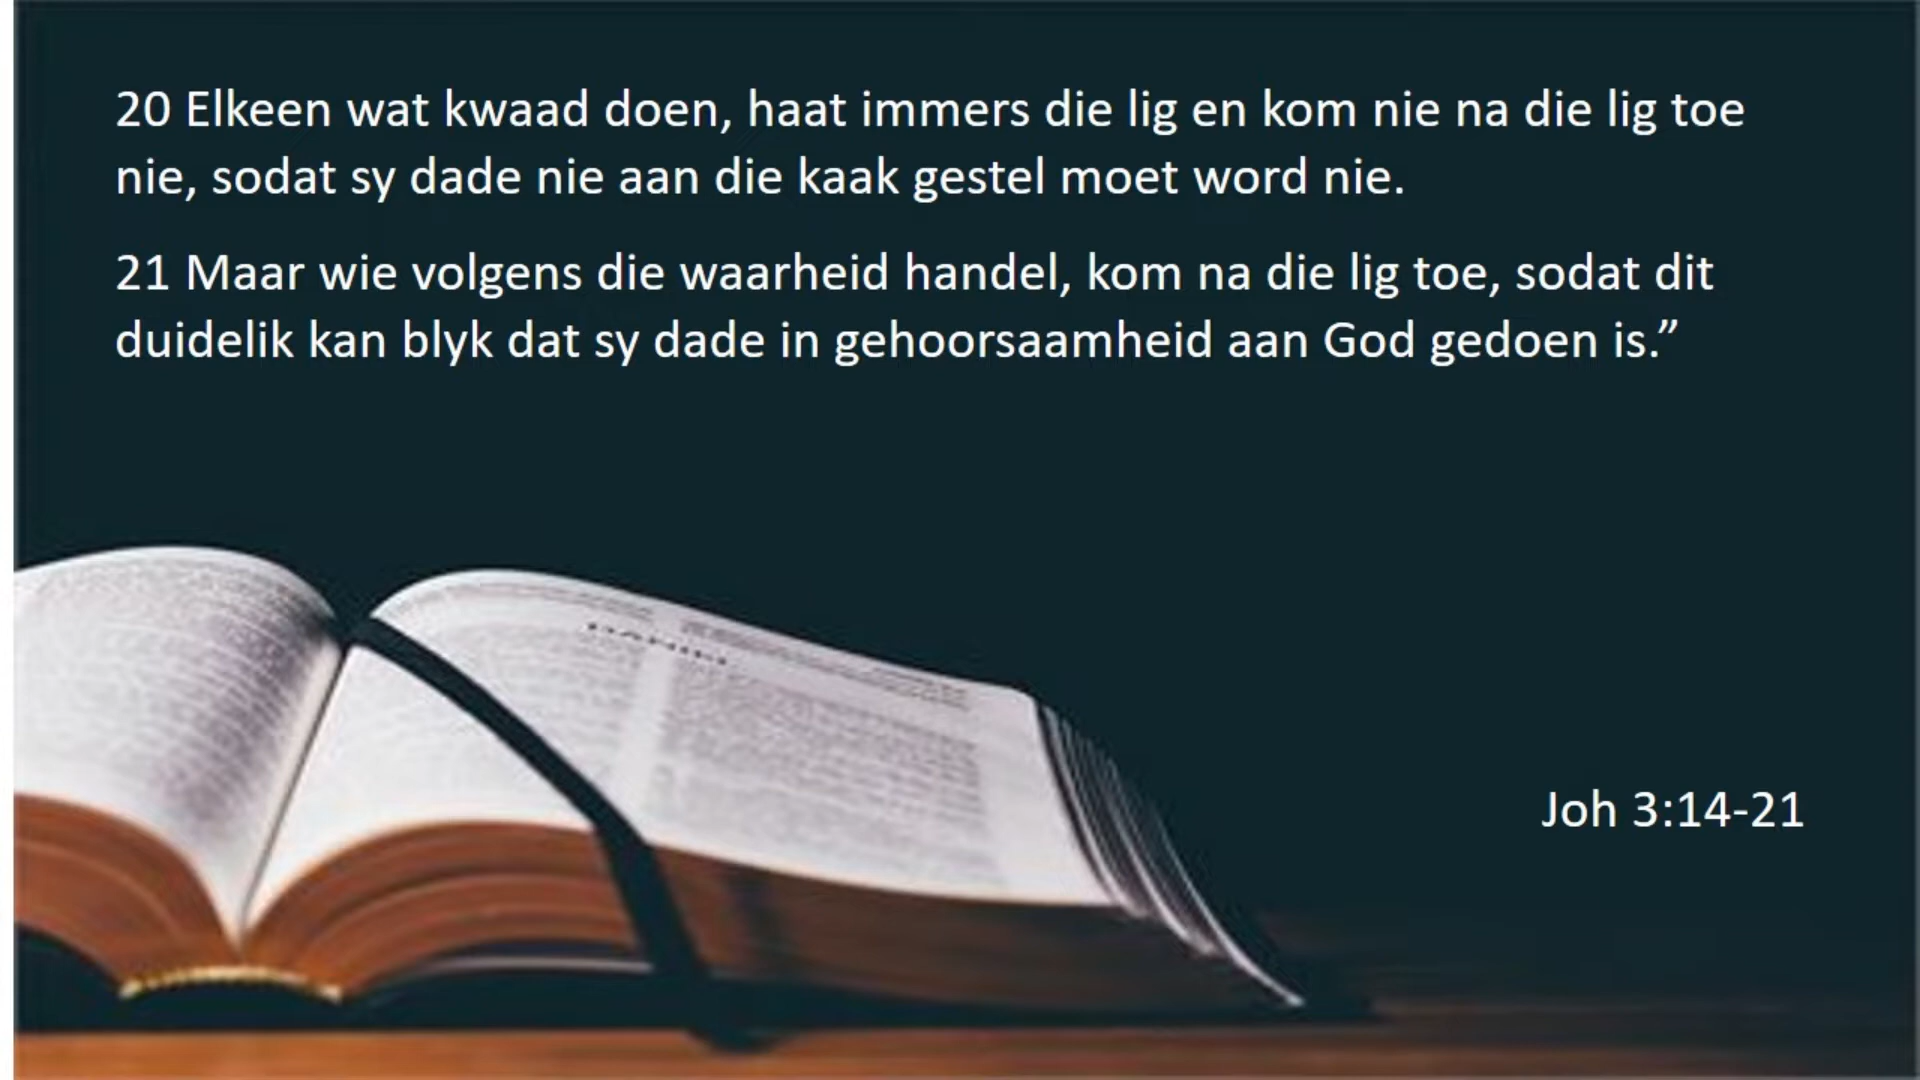 20 Elkeen wat kwaad doen, haat immers die lig en kom nie na die lig toe
nie, sodat sy dade nie aan die kaak gestel moet word nie.
21 Maar wie volgens die waarheid handel, kom na die lig toe, sodat dit
duidelik kan blyk dat sy dade in gehoorsaamheid aan God gedoen is.”
Joh 3:14-21